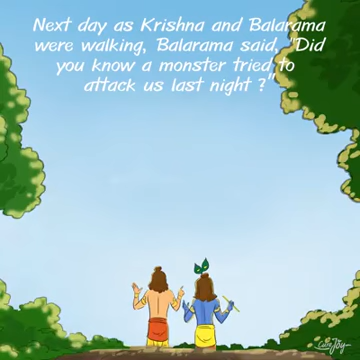 Next day as Krishna and Balarama
were walking, Balarama said, "Did
you know a monster tried to
attack us last night ?"